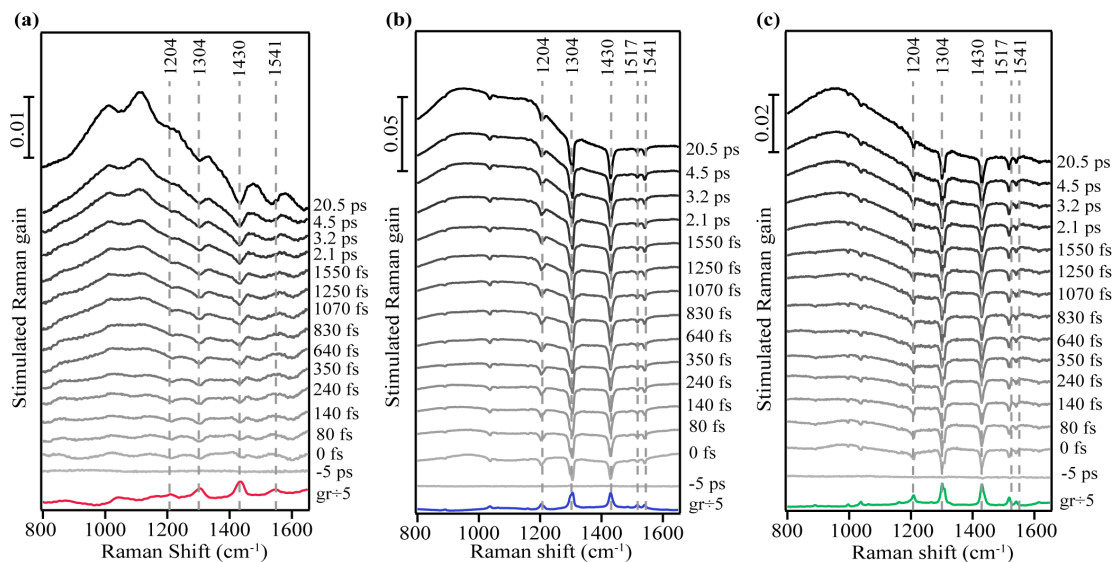 (a)
1204
1304
1430
1541
0.01
Stimulated Raman gain
20.5 ps
4.5 ps
3.2 ps
2.1 ps
1550 fs
1250 fs
1070 fs
830 fs
640 fs
350 fs
240 fs
140 fs
80 fs
0 fs
-5 ps
gr÷5
800 1000 1200 1400 1600
Raman Shift (cm⁻¹)
(b)
1204
1304
1430
1517
1541
0.05
Stimulated Raman gain
20.5 ps
4.5 ps
3.2 ps
2.1 ps
1550 fs
1250 fs
1070 fs
830 fs
640 fs
350 fs
240 fs
140 fs
80 fs
0 fs
-5 ps
gr÷5
800 1000 1200 1400 1600
Raman shift (cm⁻¹)
(c)
1204
1304
1430
1517
1541
0.02
Stimulated Raman gain
20.5 ps
4.5 ps
3.2 ps
2.1 ps
1550 fs
1250 fs
1070 fs
830 fs
640 fs
350 fs
240 fs
140 fs
80 fs
0 fs
-5 ps
gr÷5
800 1000 1200 1400 1600
Raman shift (cm⁻¹)